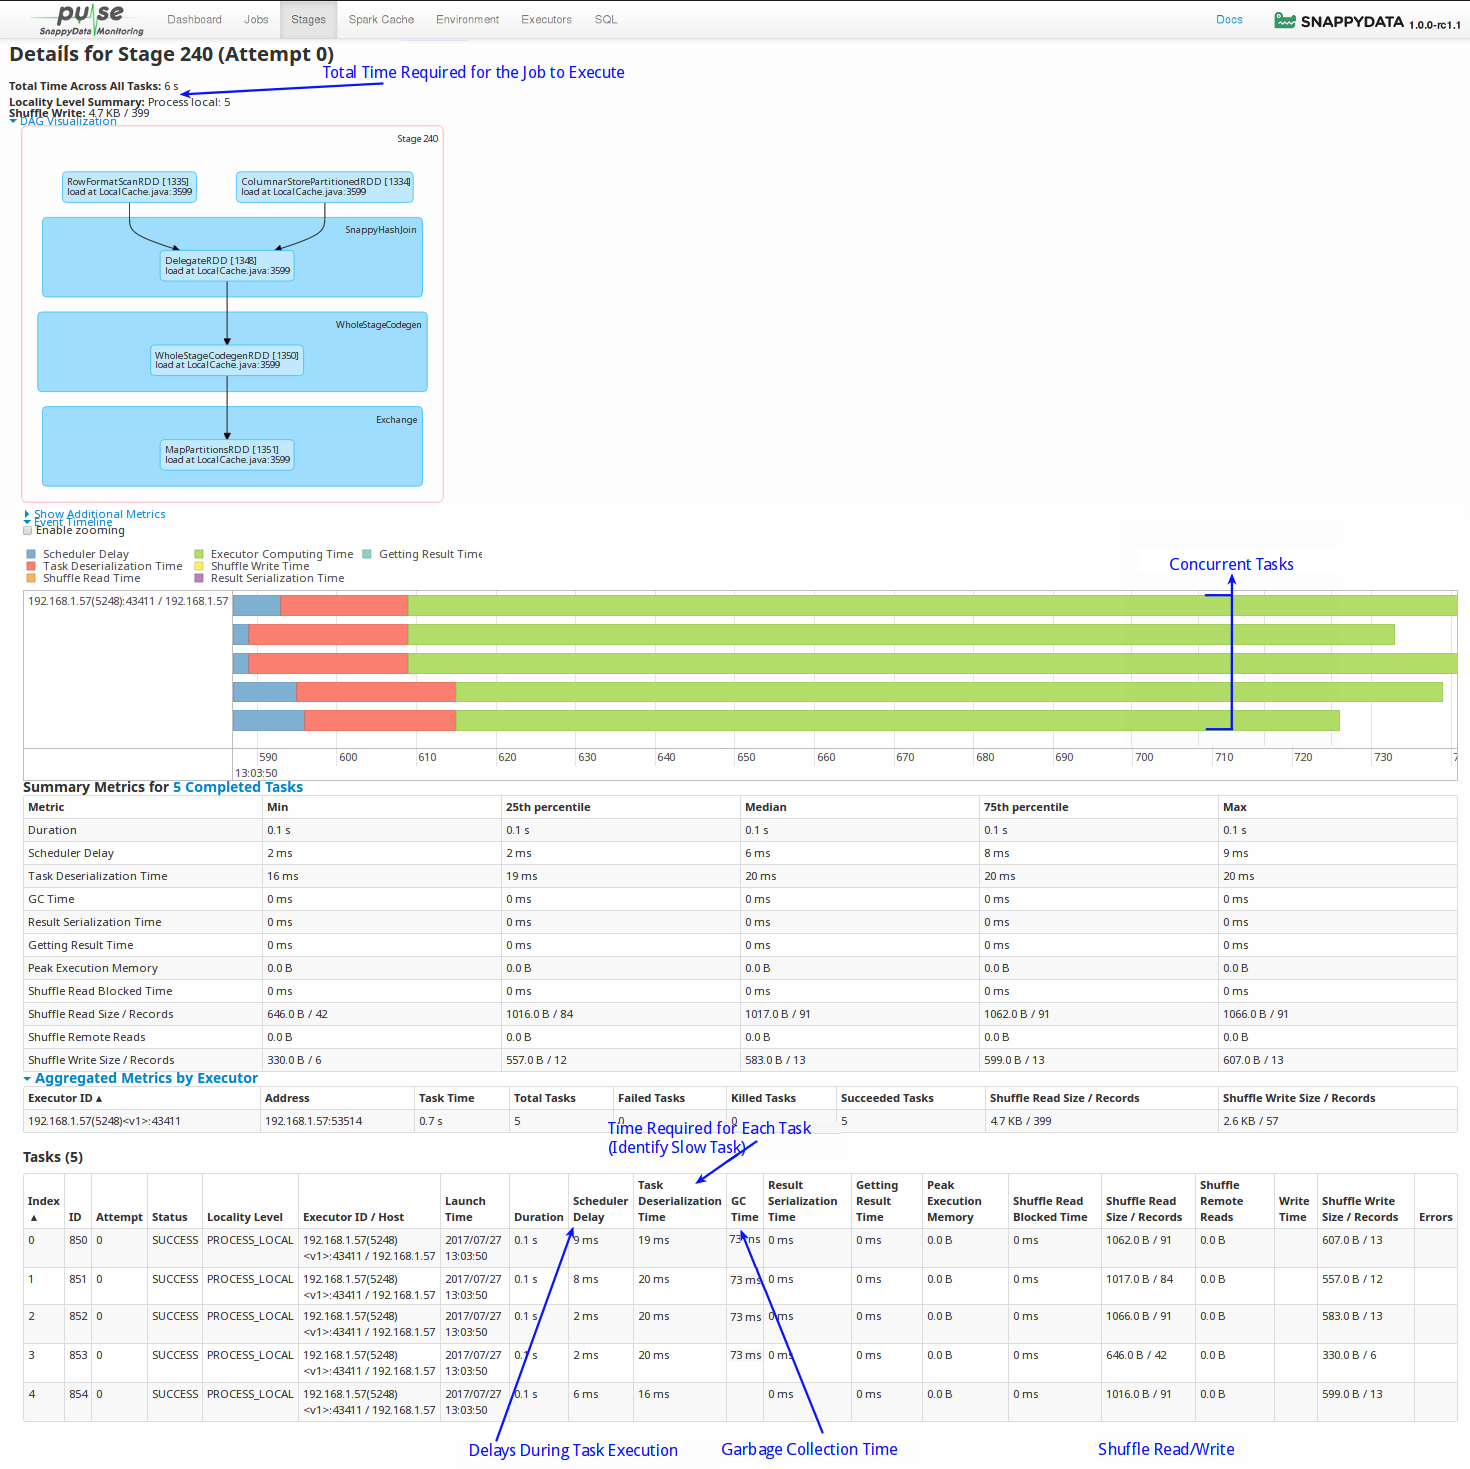 pulse
SnappyData Monitoring
Dashboard Jobs Stages Spark Cache Environment Executors SQL Docs SNAPPYDATA 1.0.0-rc1.1
Details for Stage 240 (Attempt 0)
Total Time Required for the Job to Execute
Total Time Across All Tasks: 6 s
Locality Level Summary: Process local: 5
Shuffle Write: 4.7 KB / 399
DAG Visualization
Stage 240
RowFormatScanRDD [1335]
load at LocalCache.java:3599
ColumnarStorePartitionedRDD [1334]
load at LocalCache.java:3599
SnappyHashJoin
DelegateRDD [1348]
load at LocalCache.java:3599
WholeStageCodegen
WholeStageCodegenRDD [1350]
load at LocalCache.java:3599
Exchange
MapPartitionsRDD [1351]
load at LocalCache.java:3599
Show Additional Metrics
Event Timeline
Enable zooming
Scheduler Delay Executor Computing Time Getting Result Time
Task Deserialization Time Shuffle Write Time
Shuffle Read Time Result Serialization Time
Concurrent Tasks
192.168.1.57(5248):43411 / 192.168.1.57
590 600 610 620 630 640 650 660 670 680 690 700 710 720 730
13:03:50
Summary Metrics for 5 Completed Tasks
Metric Min 25th percentile Median 75th percentile Max
Duration 0.1 s 0.1 s 0.1 s 0.1 s 0.1 s
Scheduler Delay 2 ms 2 ms 6 ms 8 ms 9 ms
Task Deserialization Time 16 ms 19 ms 20 ms 20 ms 20 ms
GC Time 0 ms 0 ms 0 ms 0 ms 0 ms
Result Serialization Time 0 ms 0 ms 0 ms 0 ms 0 ms
Getting Result Time 0 ms 0 ms 0 ms 0 ms 0 ms
Peak Execution Memory 0.0 B 0.0 B 0.0 B 0.0 B 0.0 B
Shuffle Read Blocked Time 0 ms 0 ms 0 ms 0 ms 0 ms
Shuffle Read Size / Records 646.0 B / 42 1016.0 B / 84 1017.0 B / 91 1062.0 B / 91 1066.0 B / 91
Shuffle Remote Reads 0.0 B 0.0 B 0.0 B 0.0 B 0.0 B
Shuffle Write Size / Records 330.0 B / 6 557.0 B / 12 583.0 B / 13 599.0 B / 13 607.0 B / 13
Aggregated Metrics by Executor
Executor ID ▴ Address Task Time Total Tasks Failed Tasks Killed Tasks Succeeded Tasks Shuffle Read Size / Records Shuffle Write Size / Records
192.168.1.57(5248)<v1>:43411 192.168.1.57:53514 0.7 s 5 0 0 5 4.7 KB / 399 2.6 KB / 57
Time Required for Each Task
(Identify Slow Task)
Tasks (5)
Index ▴ ID Attempt Status Locality Level Executor ID / Host Launch Time Duration Scheduler Delay Task Deserialization Time GC Time Result Serialization Time Getting Result Time Peak Execution Memory Shuffle Read Blocked Time Shuffle Read Size / Records Shuffle Remote Reads Write Time Shuffle Write Size / Records Errors
0 850 0 SUCCESS PROCESS_LOCAL 192.168.1.57(5248) 2017/07/27 0.1 s 9 ms 19 ms 73 ms 0 ms 0 ms 0.0 B 0 ms 1062.0 B / 91 0.0 B 607.0 B / 13
<v1>:43411 / 192.168.1.57 13:03:50
1 851 0 SUCCESS PROCESS_LOCAL 192.168.1.57(5248) 2017/07/27 0.1 s 8 ms 20 ms 73 ms 0 ms 0 ms 0.0 B 0 ms 1017.0 B / 84 0.0 B 557.0 B / 12
<v1>:43411 / 192.168.1.57 13:03:50
2 852 0 SUCCESS PROCESS_LOCAL 192.168.1.57(5248) 2017/07/27 0.1 s 2 ms 20 ms 73 ms 0 ms 0 ms 0.0 B 0 ms 1066.0 B / 91 0.0 B 583.0 B / 13
<v1>:43411 / 192.168.1.57 13:03:50
3 853 0 SUCCESS PROCESS_LOCAL 192.168.1.57(5248) 2017/07/27 0.1 s 2 ms 20 ms 73 ms 0 ms 0 ms 0.0 B 0 ms 646.0 B / 42 0.0 B 330.0 B / 6
<v1>:43411 / 192.168.1.57 13:03:50
4 854 0 SUCCESS PROCESS_LOCAL 192.168.1.57(5248) 2017/07/27 0.1 s 6 ms 16 ms 0 ms 0 ms 0.0 B 0 ms 1016.0 B / 91 0.0 B 599.0 B / 13
<v1>:43411 / 192.168.1.57 13:03:50
Delays During Task Execution Garbage Collection Time Shuffle Read/Write